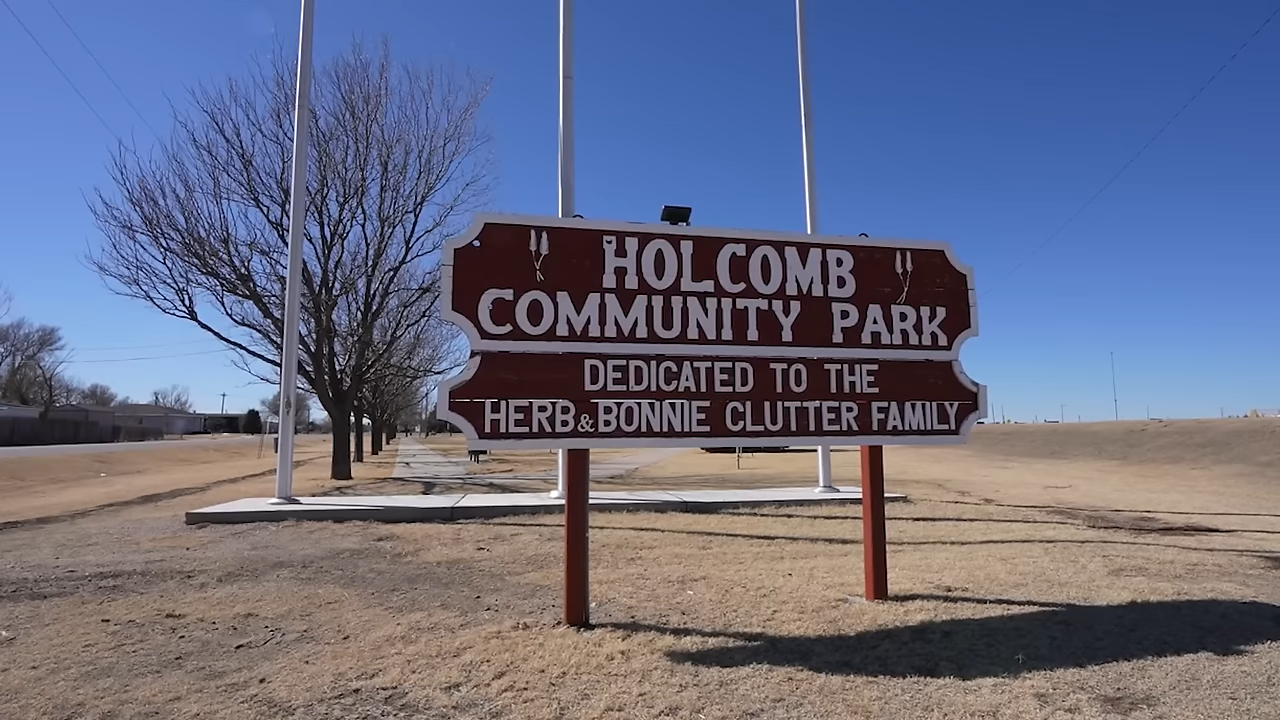 HOLCOMB
COMMUNITY PARK
DEDICATED TO THE
HERB & BONNIE CLUTTER FAMILY